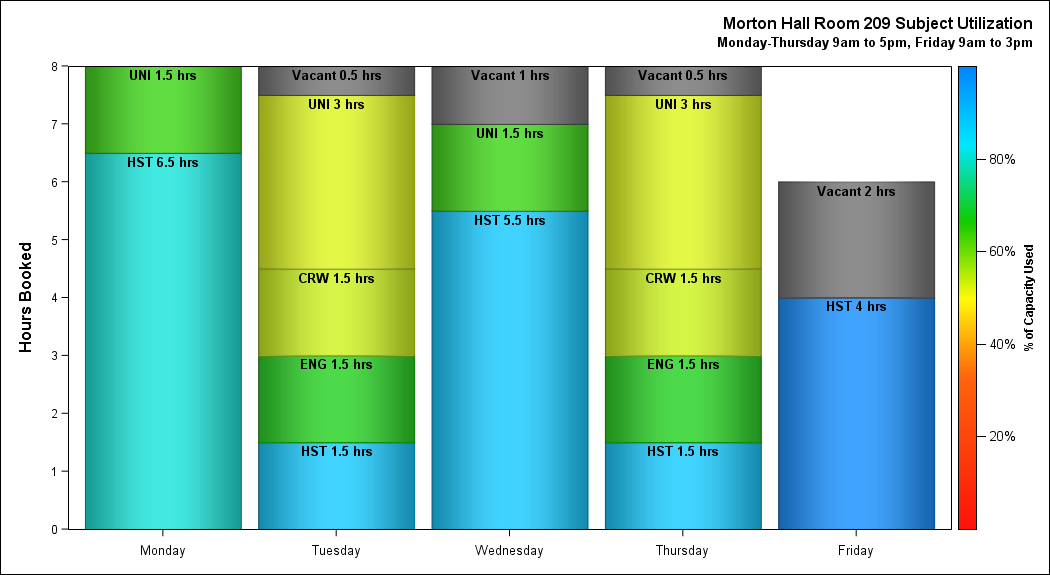 Morton Hall Room 209 Subject Utilization
Monday-Thursday 9am to 5pm, Friday 9am to 3pm
Hours Booked
8
7
6
5
4
3
2
1
0
UNI 1.5 hrs
HST 6.5 hrs
Monday
Vacant 0.5 hrs
UNI 3 hrs
CRW 1.5 hrs
ENG 1.5 hrs
HST 1.5 hrs
Tuesday
Vacant 1 hrs
UNI 1.5 hrs
HST 5.5 hrs
Wednesday
Vacant 0.5 hrs
UNI 3 hrs
CRW 1.5 hrs
ENG 1.5 hrs
HST 1.5 hrs
Thursday
Vacant 2 hrs
HST 4 hrs
Friday
80%
60%
40%
20%
% of Capacity Used